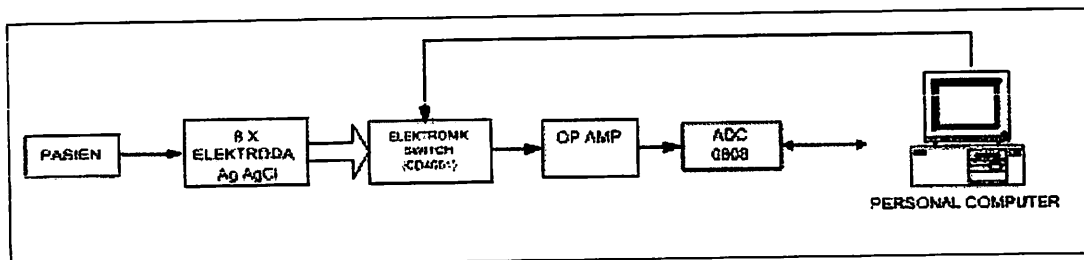 PASIEN
8 X
ELEKTRODA
Ag AgCl
ELEKTRONIK
SWITCH
OP AMP
ADC
0808
PERSONAL COMPUTER